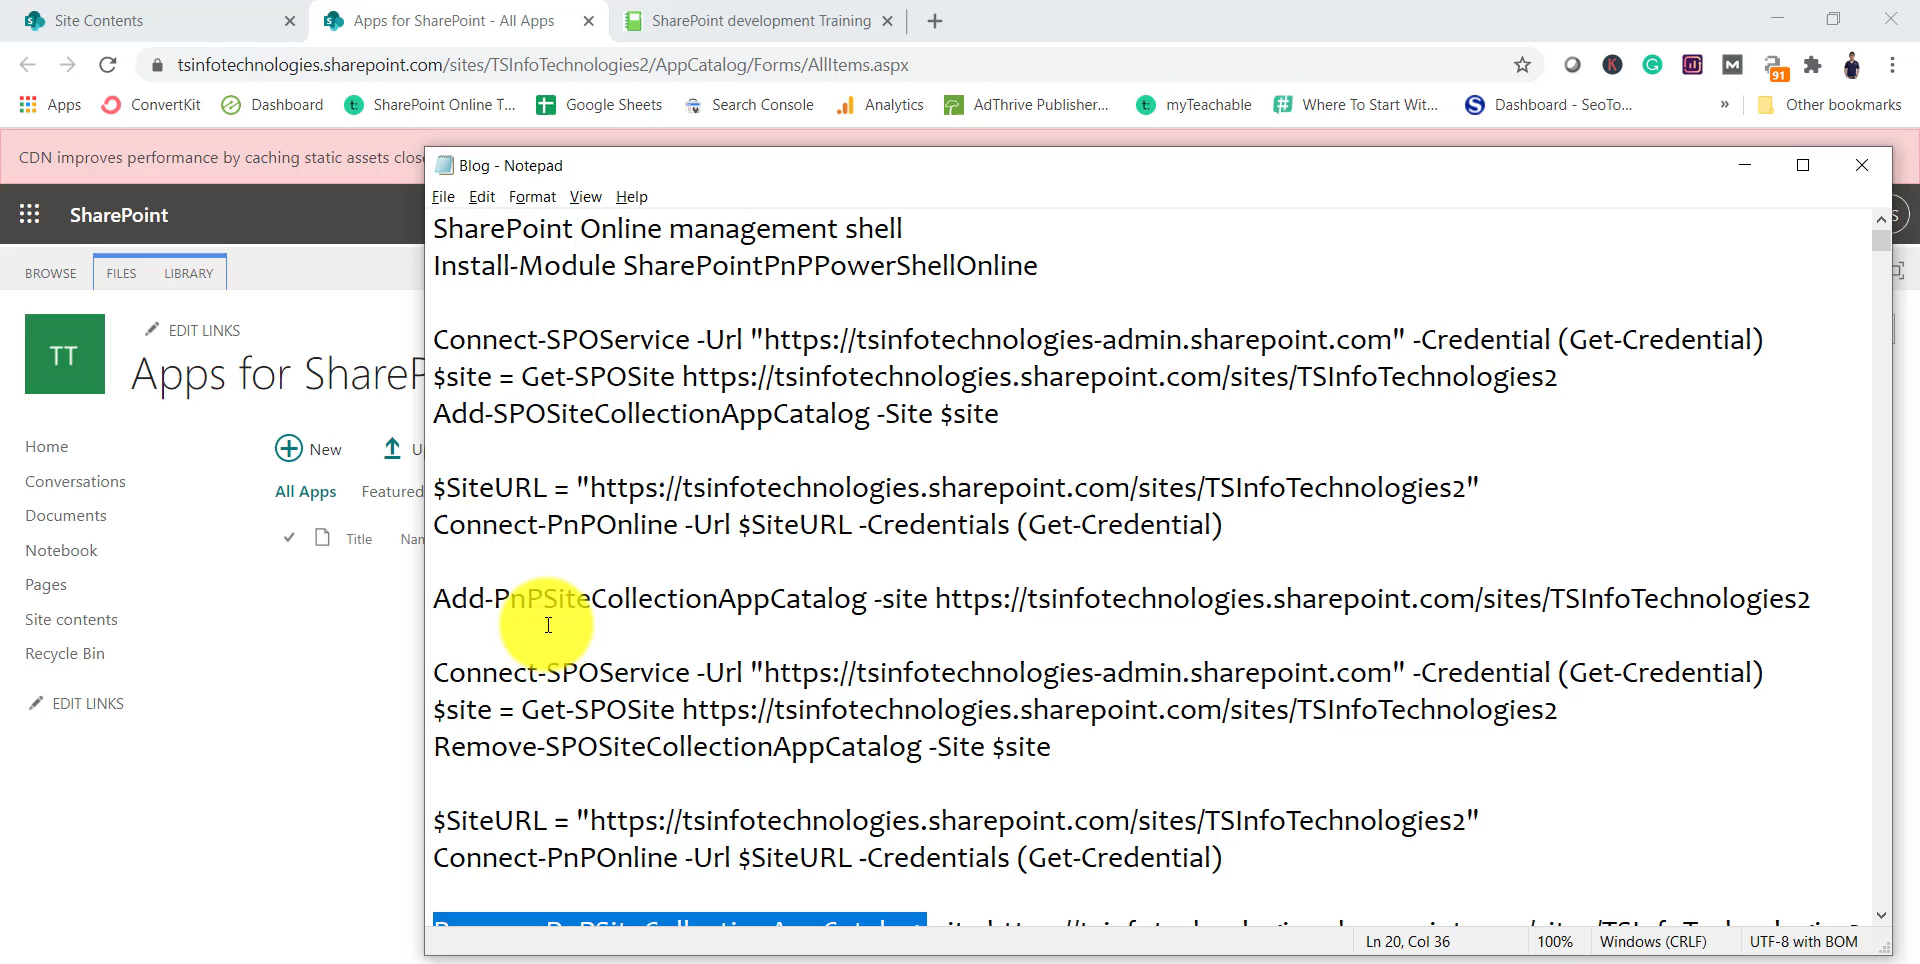 Site Contents
Apps for SharePoint - All Apps
SharePoint development Training
tsinfotechnologies.sharepoint.com/sites/TSInfoTechnologies2/AppCatalog/Forms/AllItems.aspx
91
Apps
ConvertKit
Dashboard
SharePoint Online T...
Google Sheets
Search Console
Analytics
AdThrive Publisher...
myTeachable
Where To Start Wit...
Dashboard - SeoTo...
»
Other bookmarks
CDN improves performance by caching static assets close
SharePoint
BROWSE
FILES
LIBRARY
TT
EDIT LINKS
Apps for ShareP
Home
Conversations
Documents
Notebook
Pages
Site contents
Recycle Bin
EDIT LINKS
New
U
All Apps
Featured
Title
Nam
Blog - Notepad
File
Edit
Format
View
Help
SharePoint Online management shell
Install-Module SharePointPnPPowerShellOnline
Connect-SPOService -Url "https://tsinfotechnologies-admin.sharepoint.com" -Credential (Get-Credential)
$site = Get-SPOSite https://tsinfotechnologies.sharepoint.com/sites/TSInfoTechnologies2
Add-SPOSiteCollectionAppCatalog -Site $site
$SiteURL = "https://tsinfotechnologies.sharepoint.com/sites/TSInfoTechnologies2"
Connect-PnPOnline -Url $SiteURL -Credentials (Get-Credential)
Add-PnPSiteCollectionAppCatalog -site https://tsinfotechnologies.sharepoint.com/sites/TSInfoTechnologies2
Connect-SPOService -Url "https://tsinfotechnologies-admin.sharepoint.com" -Credential (Get-Credential)
$site = Get-SPOSite https://tsinfotechnologies.sharepoint.com/sites/TSInfoTechnologies2
Remove-SPOSiteCollectionAppCatalog -Site $site
$SiteURL = "https://tsinfotechnologies.sharepoint.com/sites/TSInfoTechnologies2"
Connect-PnPOnline -Url $SiteURL -Credentials (Get-Credential)
Ln 20, Col 36
100%
Windows (CRLF)
UTF-8 with BOM